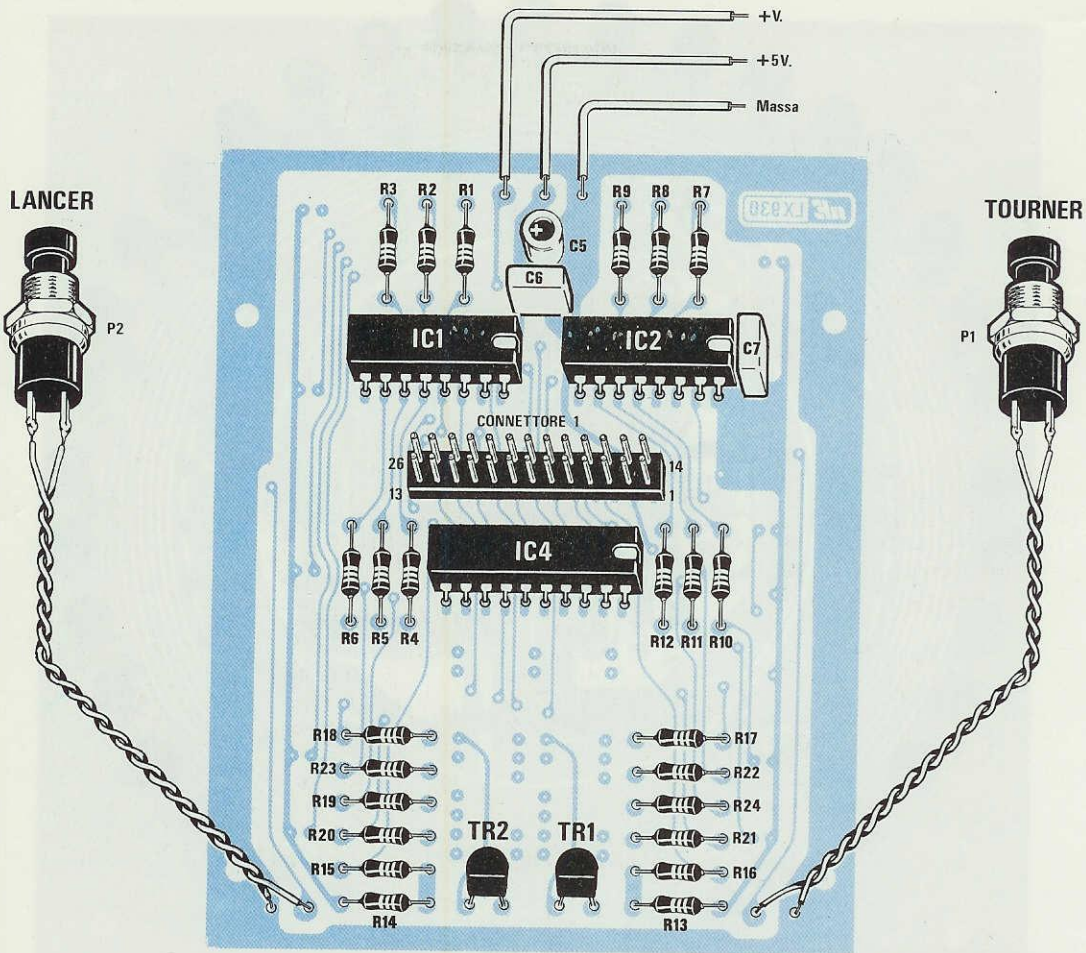 +V.
+5V.
Massa
LANCER
TOURNER
R3 R2 R1
R9 R8 R7
LX930
C5
C6
P2
P1
IC1
IC2
C7
CONNETTORE 1
26
14
13
1
IC4
R6 R5 R4
R12 R11 R10
R18
R17
R23
R22
R19
R24
R20
R21
TR2
TR1
R15
R16
R14
R13